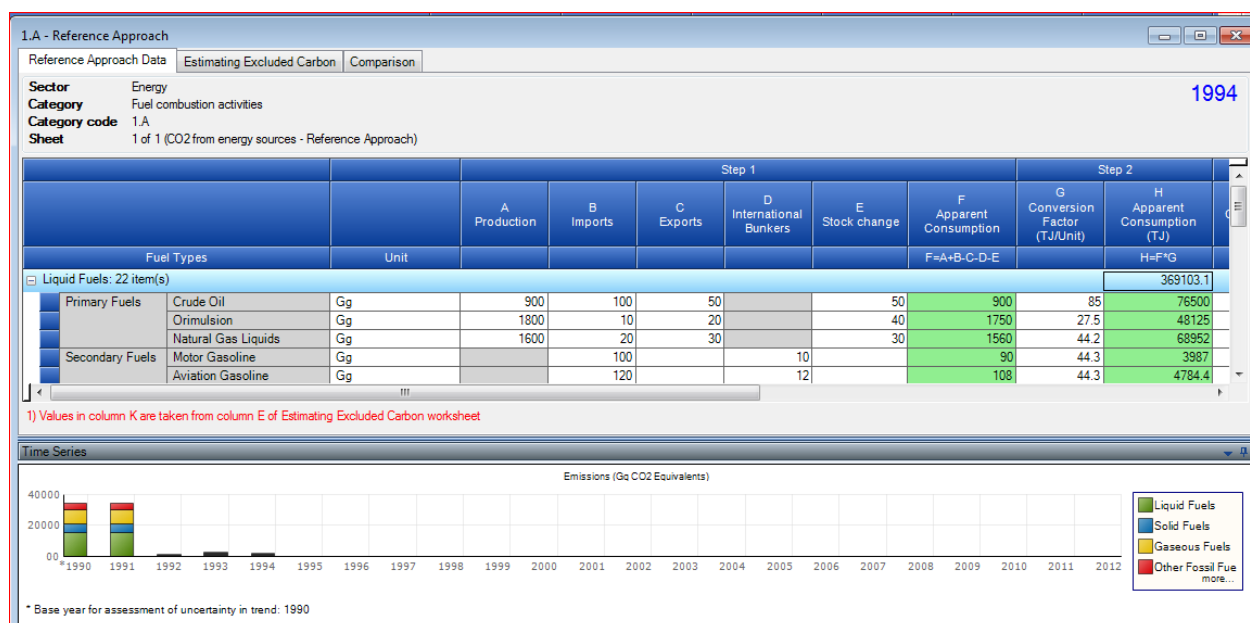 1.A - Reference Approach
Reference Approach Data Estimating Excluded Carbon Comparison
Sector Energy
1994
Category Fuel combustion activities
Category code 1.A
Sheet 1 of 1 (CO2 from energy sources - Reference Approach)
Step 1 Step 2
A Production B Imports C Exports D International Bunkers E Stock change F Apparent Consumption G Conversion Factor (TJ/Unit) H Apparent Consumption (TJ)
Fuel Types Unit F=A+B-C-D-E H=F*G
Liquid Fuels: 22 item(s) 369103.1
Primary Fuels Crude Oil Gg 900 100 50 50 900 85 76500
Orimulsion Gg 1800 10 20 40 1750 27.5 48125
Natural Gas Liquids Gg 1600 20 30 30 1560 44.2 68952
Secondary Fuels Motor Gasoline Gg 100 10 90 44.3 3987
Aviation Gasoline Gg 120 12 108 44.3 4784.4
1) Values in column K are taken from column E of Estimating Excluded Carbon worksheet
Time Series
Emissions (Gg CO2 Equivalents)
40000
20000
00
*1990 1991 1992 1993 1994 1995 1996 1997 1998 1999 2000 2001 2002 2003 2004 2005 2006 2007 2008 2009 2010 2011 2012
Liquid Fuels
Solid Fuels
Gaseous Fuels
Other Fossil Fue
more...
* Base year for assessment of uncertainty in trend: 1990